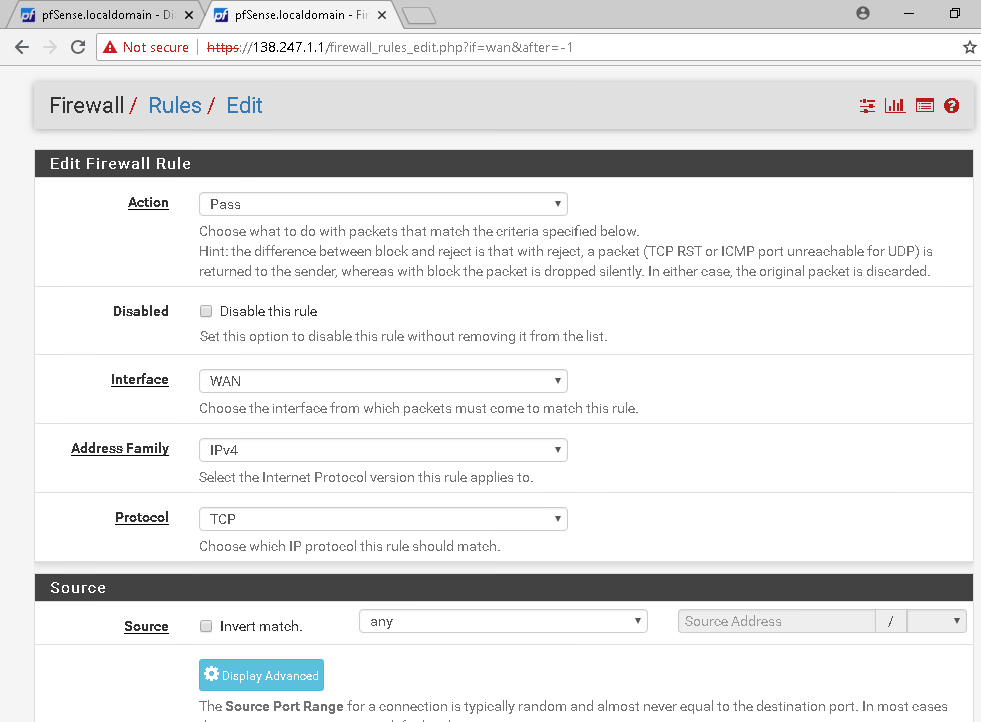 pfSense.localdomain - Di
pfSense.localdomain - Fir
Not secure
https://138.247.1.1/firewall_rules_edit.php?if=wan&after=-1
Firewall / Rules / Edit
Edit Firewall Rule
Action
Pass
Choose what to do with packets that match the criteria specified below.
Hint: the difference between block and reject is that with reject, a packet (TCP RST or ICMP port unreachable for UDP) is
returned to the sender, whereas with block the packet is dropped silently. In either case, the original packet is discarded.
Disabled
Disable this rule
Set this option to disable this rule without removing it from the list.
Interface
WAN
Choose the interface from which packets must come to match this rule.
Address Family
IPv4
Select the Internet Protocol version this rule applies to.
Protocol
TCP
Choose which IP protocol this rule should match.
Source
Source
Invert match.
any
Source Address
/
Display Advanced
The Source Port Range for a connection is typically random and almost never equal to the destination port. In most cases